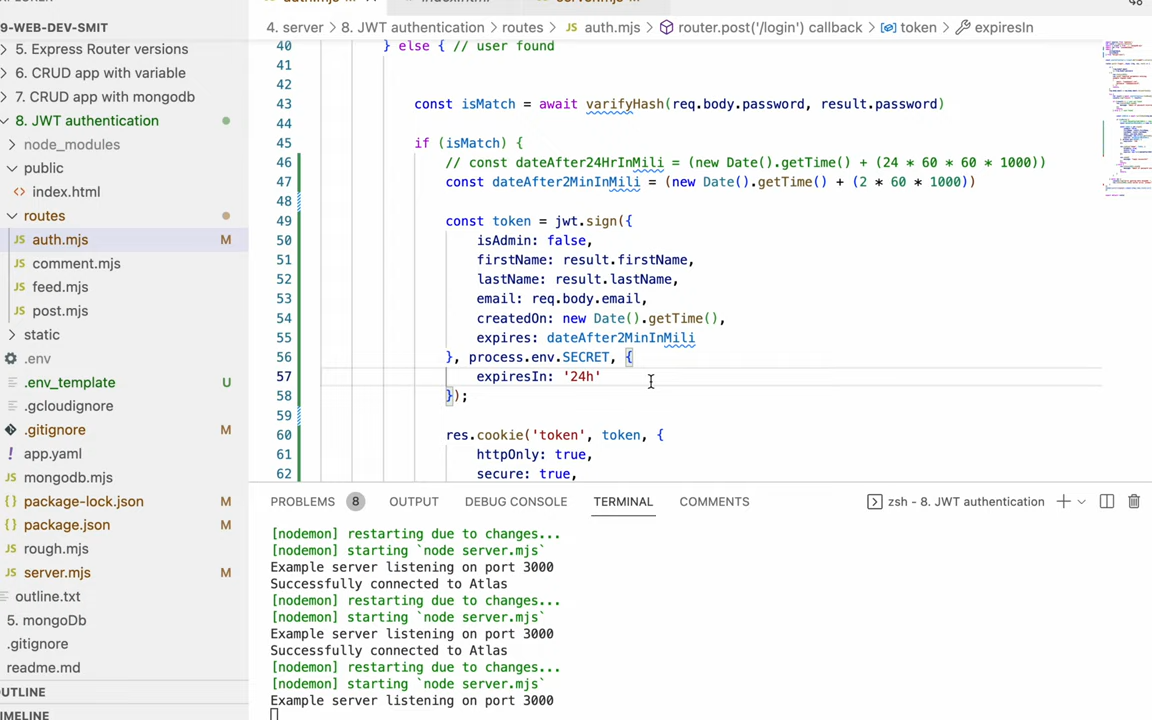 9-WEB-DEV-SMIT
5. Express Router versions
6. CRUD app with variable
7. CRUD app with mongodb
8. JWT authentication
node_modules
public
<> index.html
routes
JS auth.mjs M
JS comment.mjs
JS feed.mjs
JS post.mjs
static
.env
.env_template U
.gcloudignore
.gitignore M
! app.yaml
JS mongodb.mjs
{} package-lock.json M
{} package.json M
JS rough.mjs
JS server.mjs M
outline.txt
5. mongoDb
.gitignore
readme.md
UTLINE
IMELINE
4. server > 8. JWT authentication > routes > JS auth.mjs > router.post('/login') callback > token > expiresIn
40 } else { // user found
41
42
43 const isMatch = await varifyHash(req.body.password, result.password)
44
45 if (isMatch) {
46 // const dateAfter24HrInMili = (new Date().getTime() + (24 * 60 * 60 * 1000))
47 const dateAfter2MinInMili = (new Date().getTime() + (2 * 60 * 1000))
48
49 const token = jwt.sign({
50 isAdmin: false,
51 firstName: result.firstName,
52 lastName: result.lastName,
53 email: req.body.email,
54 createdOn: new Date().getTime(),
55 expires: dateAfter2MinInMili
56 }, process.env.SECRET, {
57 expiresIn: '24h'
58 });
59
60 res.cookie('token', token, {
61 httpOnly: true,
62 secure: true,
PROBLEMS 8 OUTPUT DEBUG CONSOLE TERMINAL COMMENTS zsh - 8. JWT authentication
[nodemon] restarting due to changes...
[nodemon] starting `node server.mjs`
Example server listening on port 3000
Successfully connected to Atlas
[nodemon] restarting due to changes...
[nodemon] starting `node server.mjs`
Example server listening on port 3000
Successfully connected to Atlas
[nodemon] restarting due to changes...
[nodemon] starting `node server.mjs`
Example server listening on port 3000